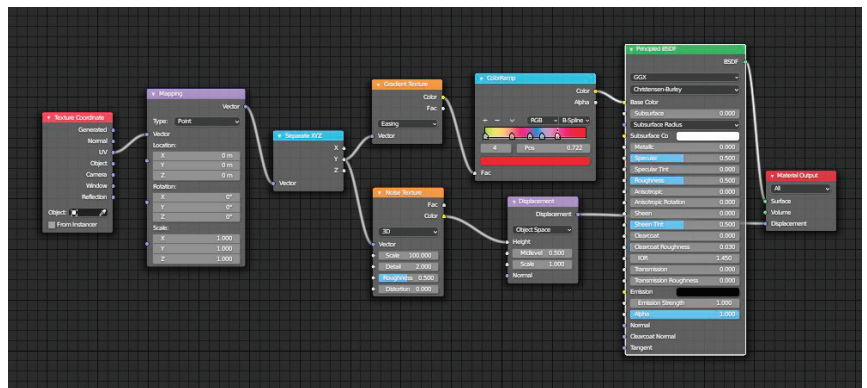 Texture Coordinate
Generated
Normal
UV
Object
Camera
Window
Reflection
Object:
From Instancer
Mapping
Vector
Type: Point
Vector
Location:
X 0 m
Y 0 m
Z 0 m
Rotation:
X 0°
Y 0°
Z 0°
Scale:
X 1.000
Y 1.000
Z 1.000
Separate XYZ
X
Y
Z
Vector
Gradient Texture
Color
Fac
Easing
Vector
Noise Texture
Fac
Color
3D
Vector
Scale 100.000
Detail 2.000
Roughness 0.500
Distortion 0.000
ColorRamp
Color
Alpha
RGB B-Spline
4 Pos 0.722
Fac
Displacement
Displacement
Object Space
Height
Midlevel 0.500
Scale 1.000
Normal
Principled BSDF
BSDF
GGX
Christensen-Burley
Base Color
Subsurface 0.000
Subsurface Radius
Subsurface Co
Metallic 0.000
Specular 0.500
Specular Tint 0.000
Roughness 0.500
Anisotropic 0.000
Anisotropic Rotation 0.000
Sheen 0.000
Sheen Tint 0.500
Clearcoat 0.000
Clearcoat Roughness 0.030
IOR 1.450
Transmission 0.000
Transmission Roughness 0.000
Emission
Emission Strength 1.000
Alpha 1.000
Normal
Clearcoat Normal
Tangent
Material Output
All
Surface
Volume
Displacement